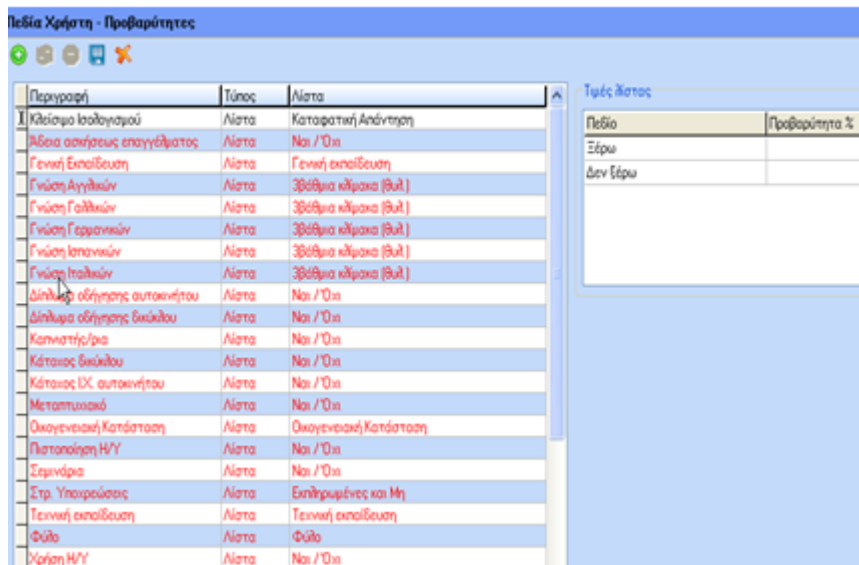 Πεδία Χρήστη - Προβαρύτητες
Τιμές λίστας
Περιγραφή Τύπος Λίστα
Πεδίο Προβαρύτητα %
Κλείσιμο Ισολογισμού Λίστα Καταφατική Απάντηση
Ξέρω
Άδεια ασκήσεως επαγγέλματος Λίστα Ναι / Όχι
Δεν ξέρω
Γενική Εκπαίδευση Λίστα Γενική εκπαίδευση
Γνώση Αγγλικών Λίστα 3βάθμια κλίμακα (θυλ.)
Γνώση Γαλλικών Λίστα 3βάθμια κλίμακα (θυλ.)
Γνώση Γερμανικών Λίστα 3βάθμια κλίμακα (θυλ.)
Γνώση Ισπανικών Λίστα 3βάθμια κλίμακα (θυλ.)
Γνώση Ιταλικών Λίστα 3βάθμια κλίμακα (θυλ.)
Δίπλωμα οδήγησης αυτοκινήτου Λίστα Ναι / Όχι
Δίπλωμα οδήγησης δικύκλου Λίστα Ναι / Όχι
Καπνιστής/ρια Λίστα Ναι / Όχι
Κάτοχος δικύκλου Λίστα Ναι / Όχι
Κάτοχος Ι.Χ. αυτοκινήτου Λίστα Ναι / Όχι
Μεταπτυχιακό Λίστα Ναι / Όχι
Οικογενειακή Κατάσταση Λίστα Οικογενειακή Κατάσταση
Πιστοποίηση Η/Υ Λίστα Ναι / Όχι
Σεμινάρια Λίστα Ναι / Όχι
Στρ. Υποχρεώσεις Λίστα Εκπληρωμένες και Μη
Τεχνική εκπαίδευση Λίστα Τεχνική εκπαίδευση
Φύλο Λίστα Φύλο
Χρήση Η/Υ Λίστα Ναι / Όχι